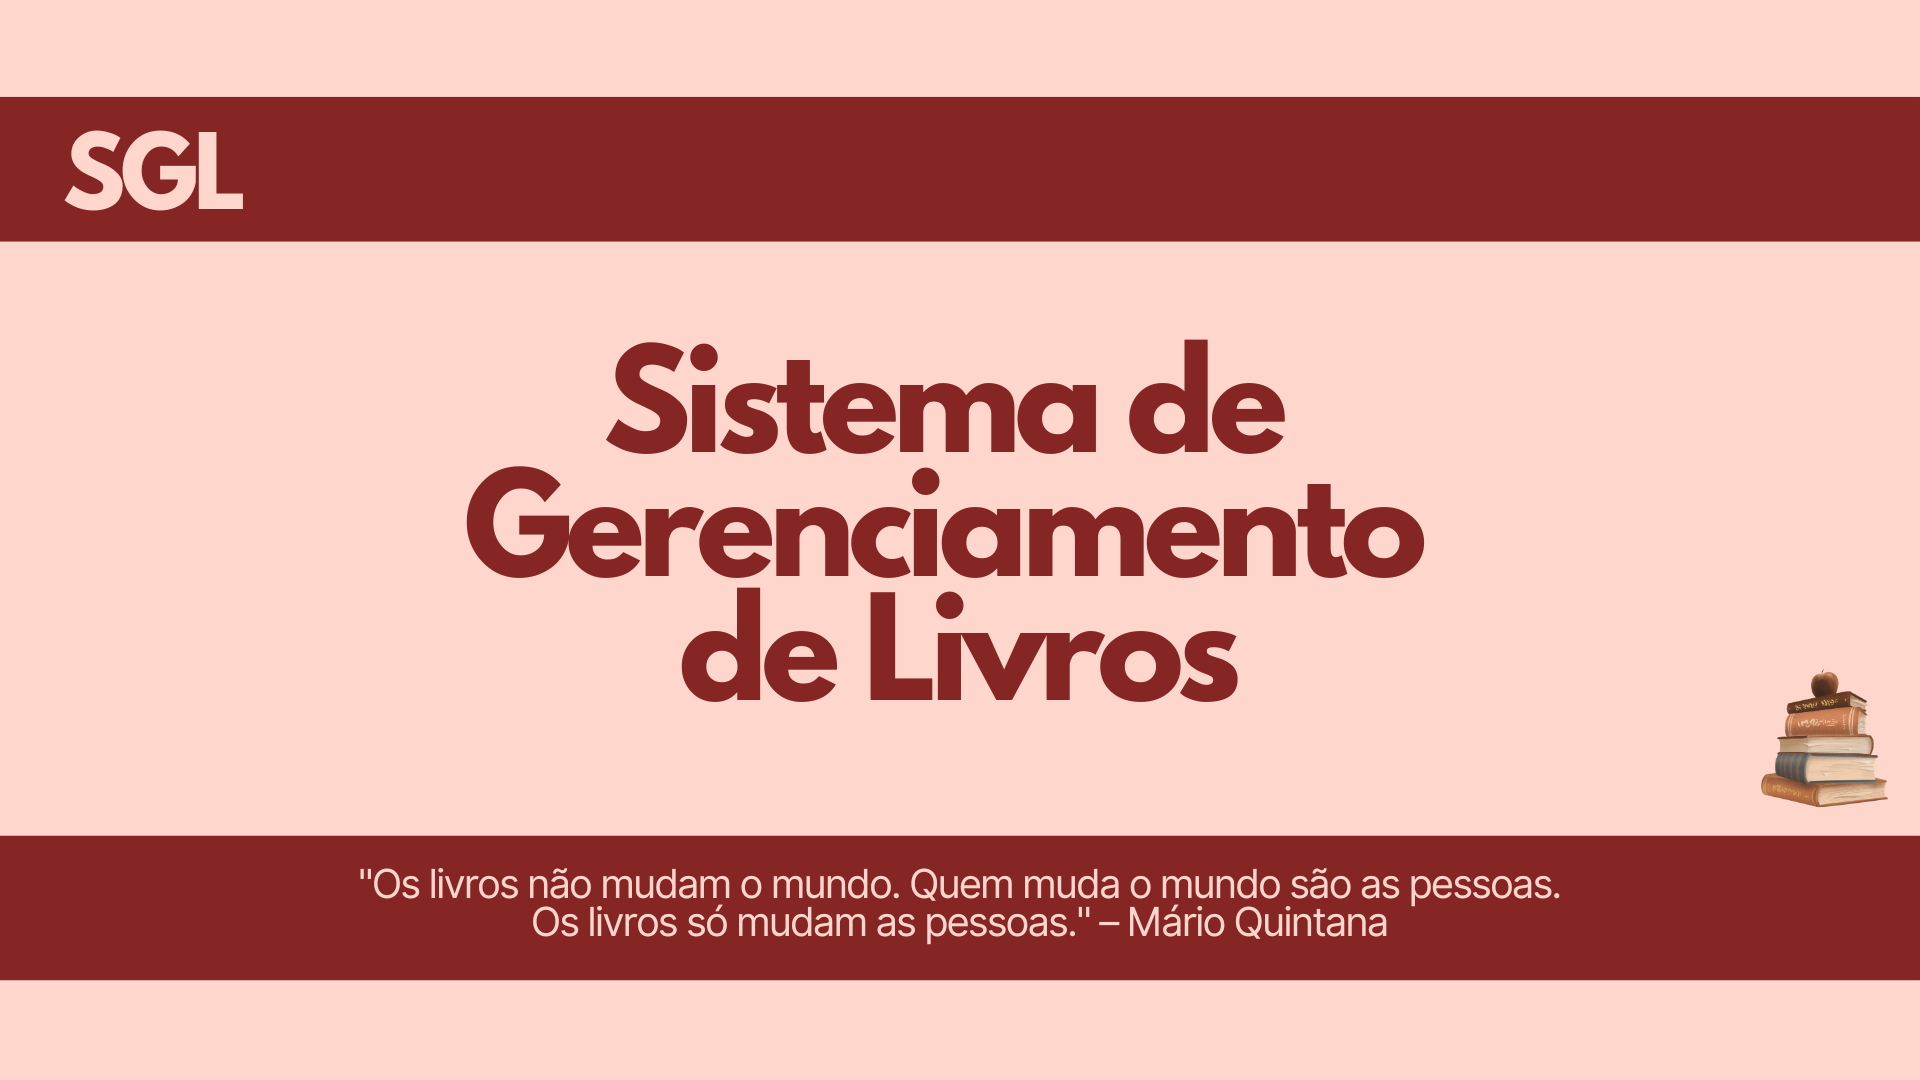 SGL
Sistema de
Gerenciamento
de Livros
"Os livros não mudam o mundo. Quem muda o mundo são as pessoas.
Os livros só mudam as pessoas." – Mário Quintana